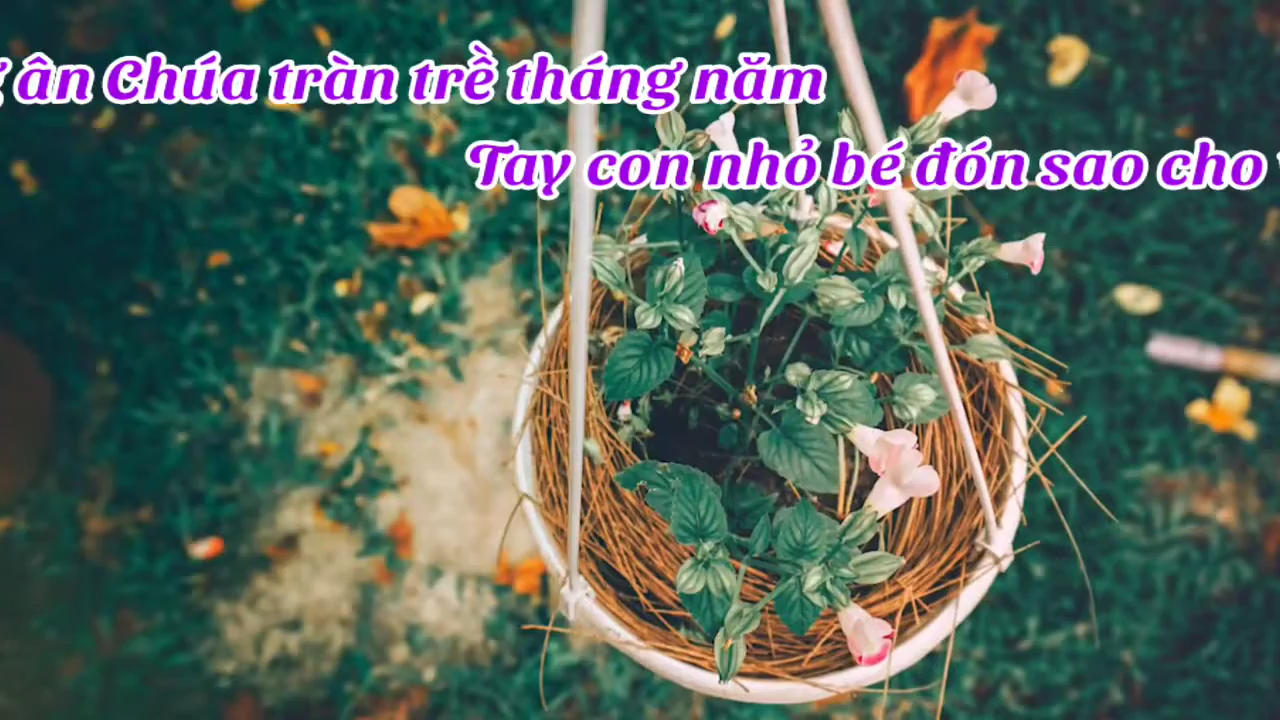 ân Chúa tràn trề tháng năm
Tay con nhỏ bé đón sao cho